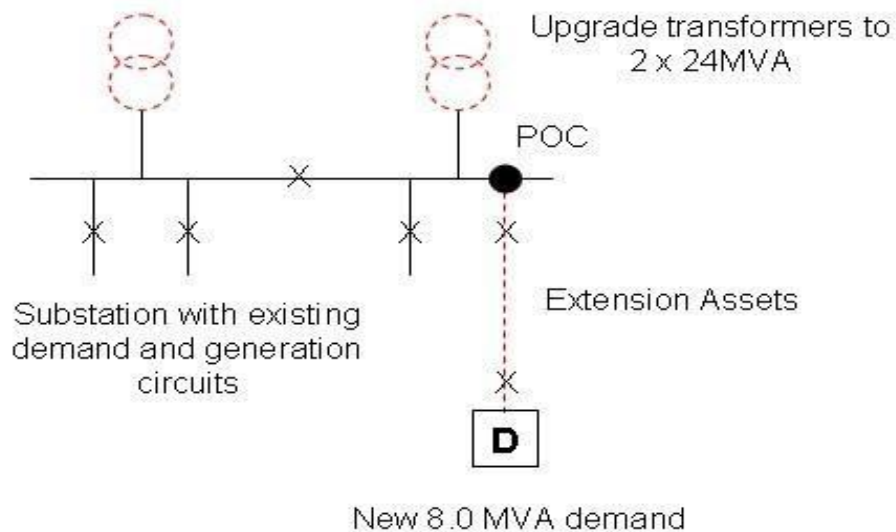 Upgrade transformers to
2 x 24MVA
POC
Substation with existing
demand and generation
circuits
Extension Assets
D
New 8.0 MVA demand